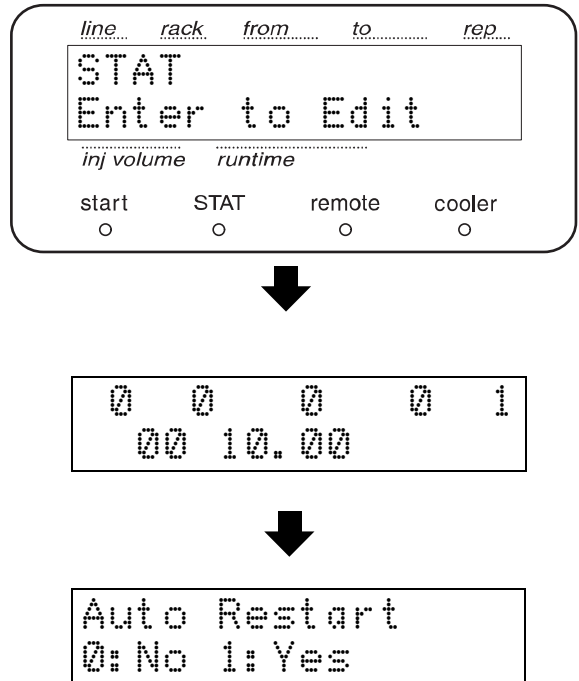 line rack from to rep
STAT
Enter to Edit
inj volume runtime
start STAT remote cooler
0 0 0 0 1
00 10.00
Auto Restart
0:No 1:Yes